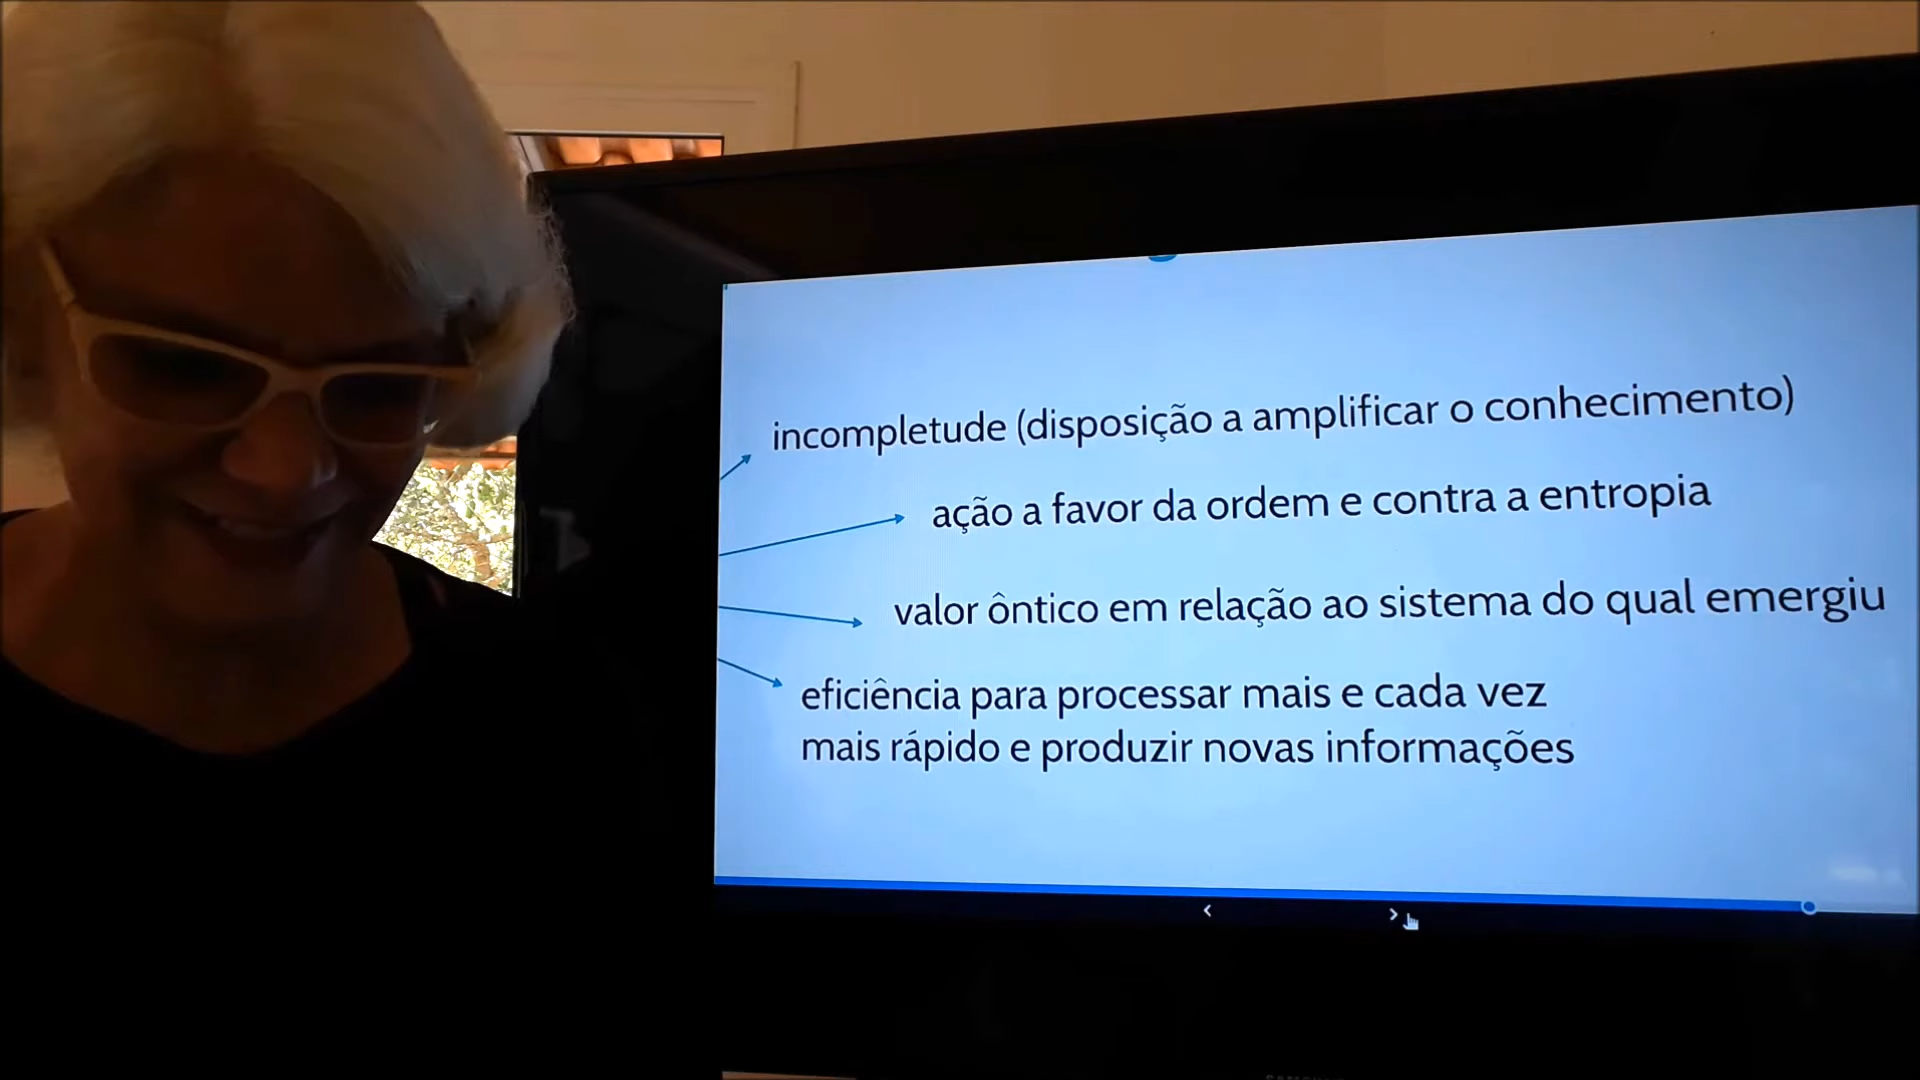 incompletude (disposição a amplificar o conhecimento)
ação a favor da ordem e contra a entropia
valor ôntico em relação ao sistema do qual emergiu
eficiência para processar mais e cada vez
mais rápido e produzir novas informações